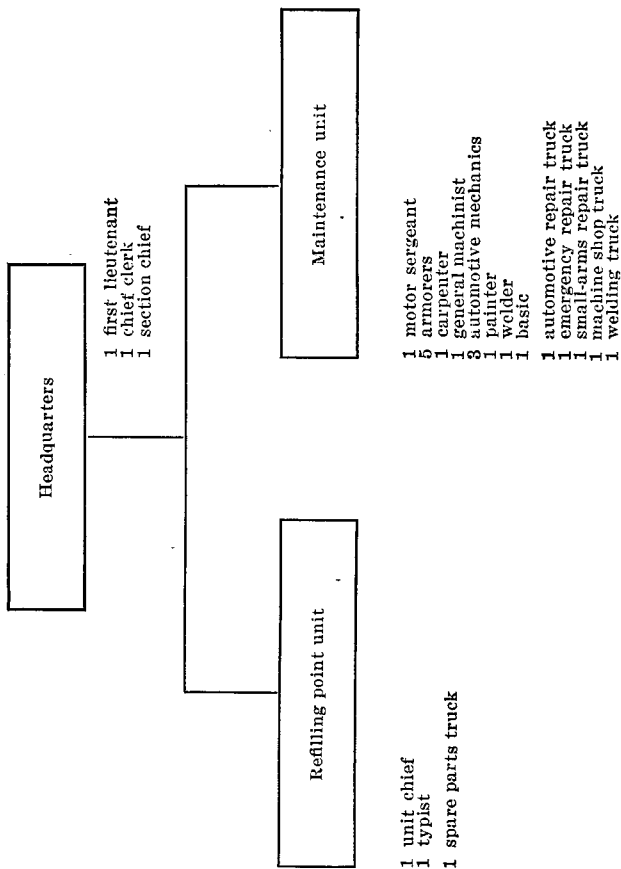 Headquarters
1 first lieutenant
1 chief clerk
1 section chief
Refilling point unit
1 unit chief
1 typist
1 spare parts truck
Maintenance unit
1 motor sergeant
5 armorers
1 carpenter
1 general machinist
3 automotive mechanics
1 painter
1 welder
1 basic
1 automotive repair truck
1 emergency repair truck
1 small-arms repair truck
1 machine shop truck
1 welding truck